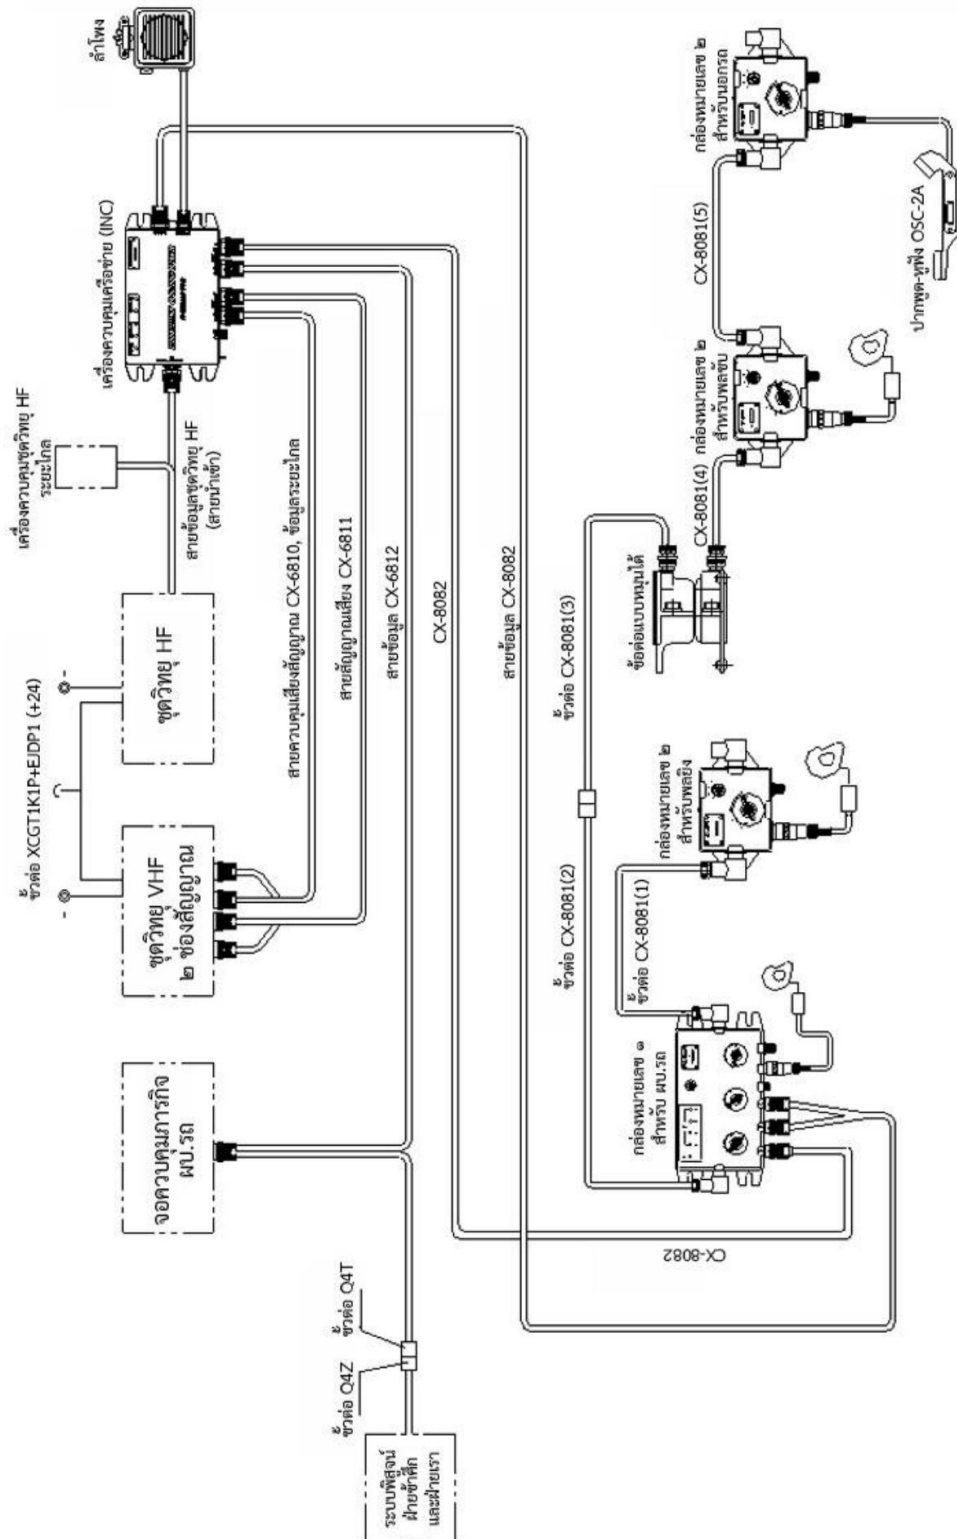 ระบบพิสูจน์
ฝ่ายข้าศึก
และฝ่ายเรา
ขั้วต่อ Q4Z
ขั้วต่อ Q4T
จอควบคุมภารกิจ
ผบ.รถ
ชุดวิทยุ VHF
๒ ช่องสัญญาณ
ขั้วต่อ XCGT1K1P+EJDP1 (+24)
-
-
ชุดวิทยุ HF
เครื่องควบคุมชุดวิทยุ HF
ระยะไกล
สายข้อมูลชุดวิทยุ HF
(สายนำเข้า)
เครื่องควบคุมเครือข่าย (INC)
ลำโพง
สายควบคุมเสียงสัญญาณ CX-6810, ข้อมูลระยะไกล
สายสัญญาณเสียง CX-6811
สายข้อมูล CX-6812
CX-8082
สายข้อมูล CX-8082
CX-8082
ขั้วต่อ CX-8081(2)
ขั้วต่อ CX-8081(3)
ขั้วต่อ CX-8081(1)
กล่องหมายเลข ๑
สำหรับ ผบ.รถ
กล่องหมายเลข ๒
สำหรับพลยิง
ข้อต่อแบบหมุนได้
CX-8081(4)
กล่องหมายเลข ๒
สำหรับพลขับ
CX-8081(5)
กล่องหมายเลข ๒
สำหรับนอกรถ
ปากพูด-หูฟัง OSC-2A